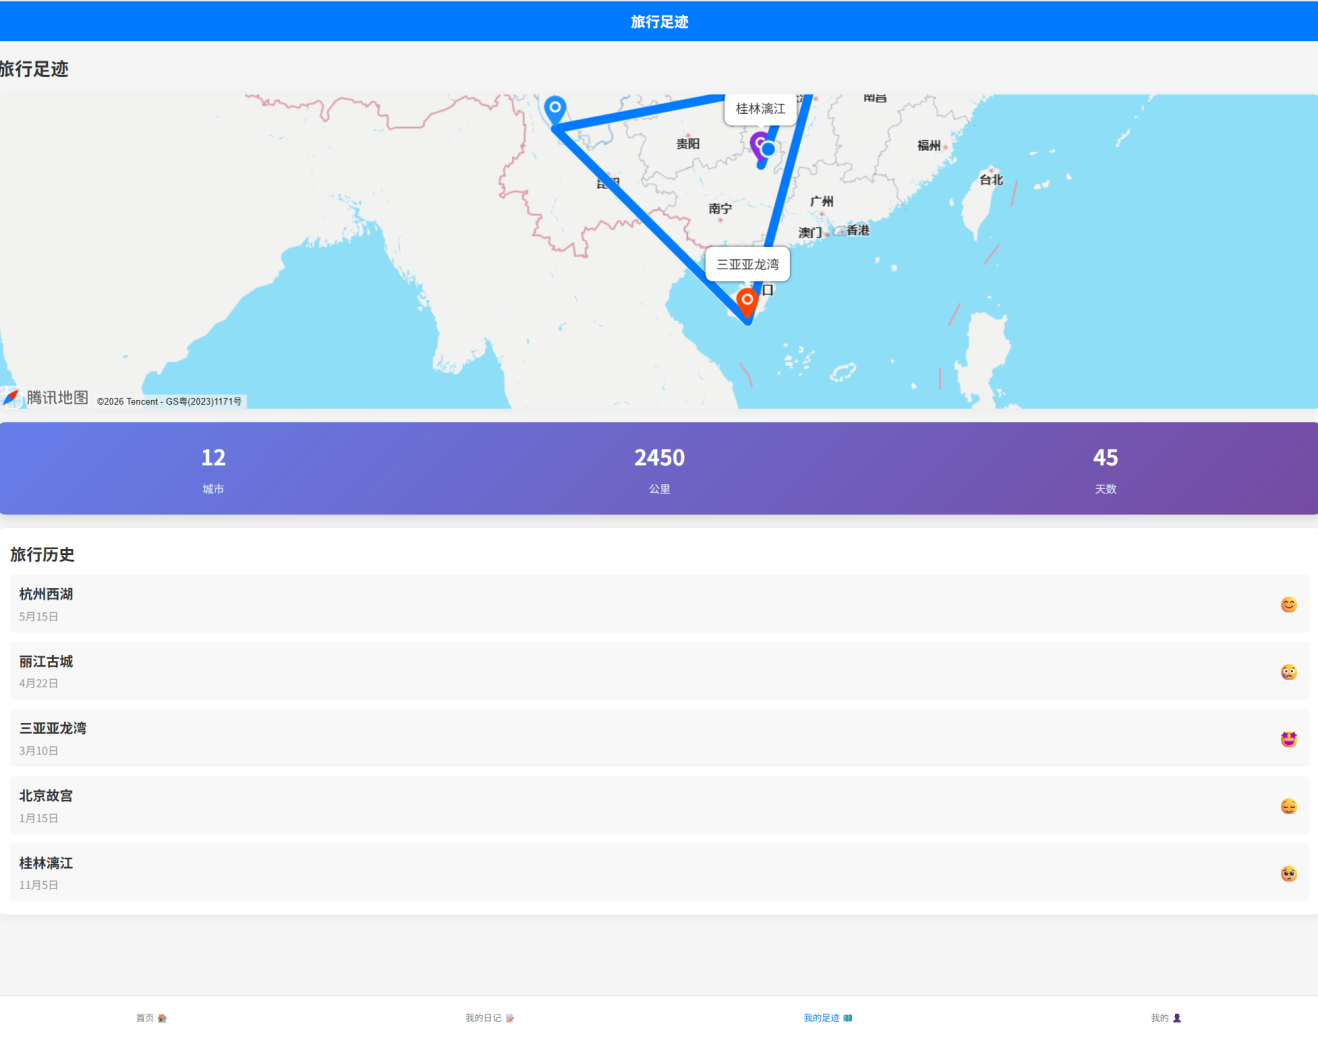 旅行足迹
旅行足迹
桂林漓江
南昌
贵阳
福州
台北
昆明
广州
南宁
澳门
香港
三亚亚龙湾
口
腾讯地图
©2026 Tencent - GS粤(2023)1171号
12
2450
45
城市
公里
天数
旅行历史
杭州西湖
5月15日
丽江古城
4月22日
三亚亚龙湾
3月10日
北京故宫
1月15日
桂林漓江
11月5日
首页
我的日记
我的足迹
我的